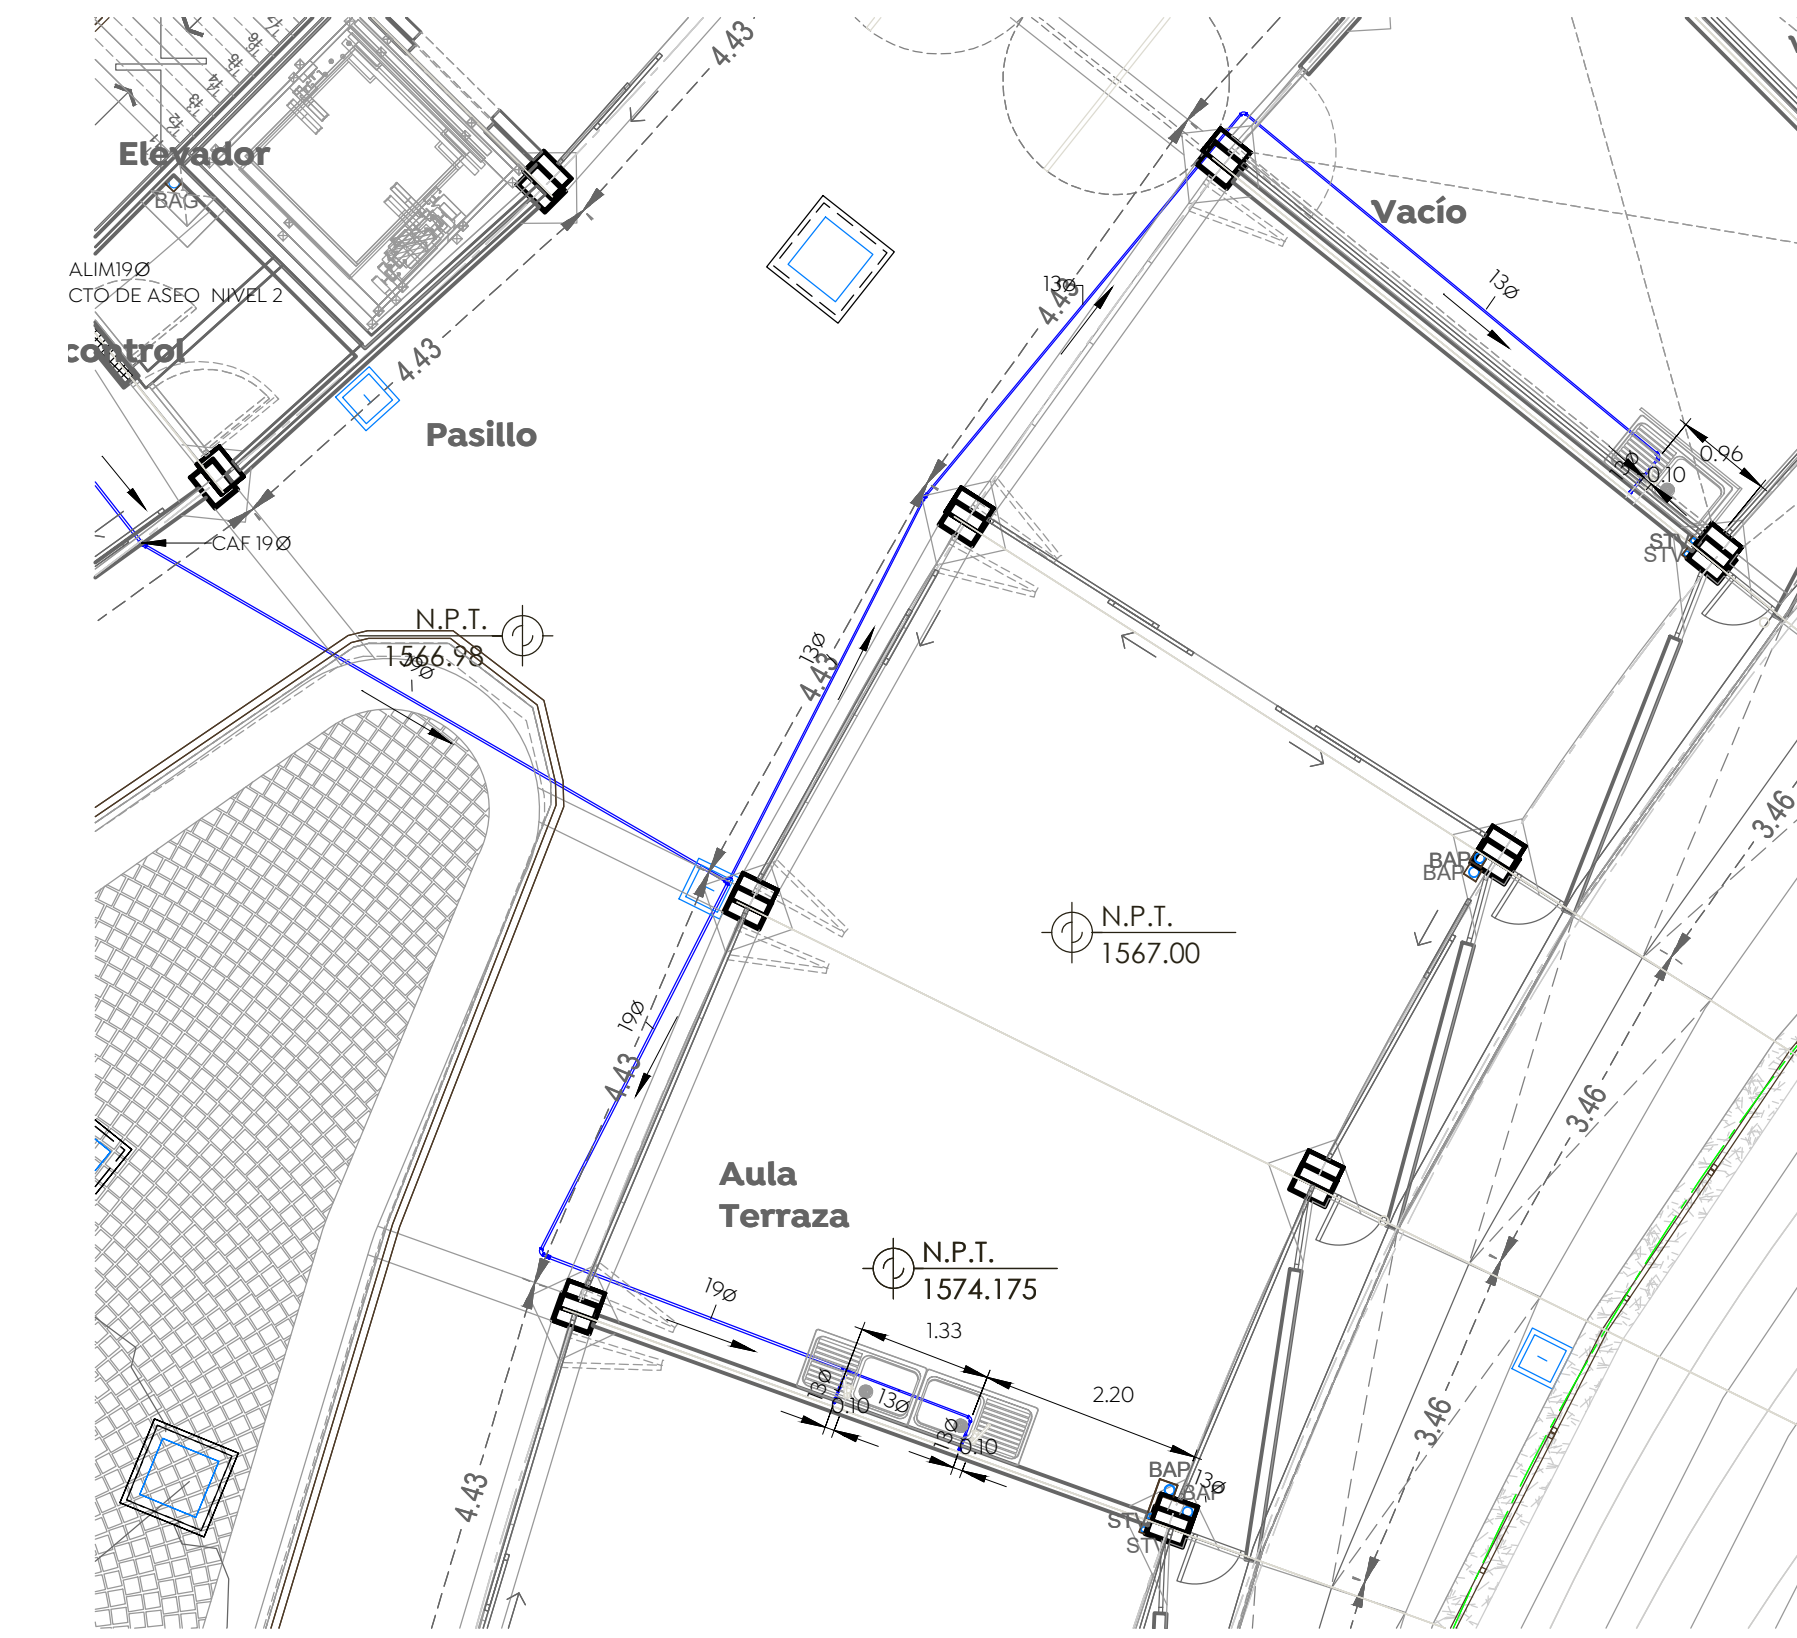 4.43
Elevador
BAG
Vacío
ALIM19Ø
CTO DE ASEO NIVEL 2
13Ø
13Ø
4.43
control
4.43
Pasillo
0.96
13Ø
0.10
CAF 19Ø
STV
STV
N.P.T.
1566.98
19Ø
13Ø
4.43
3.46
BAP
BAP
N.P.T.
1567.00
19Ø
4.43
3.46
Aula
Terraza
N.P.T.
1574.175
19Ø
1.33
2.20
13Ø
13Ø
0.10
3.46
13Ø
0.10
4.43
BAP
13Ø
BAP
STV